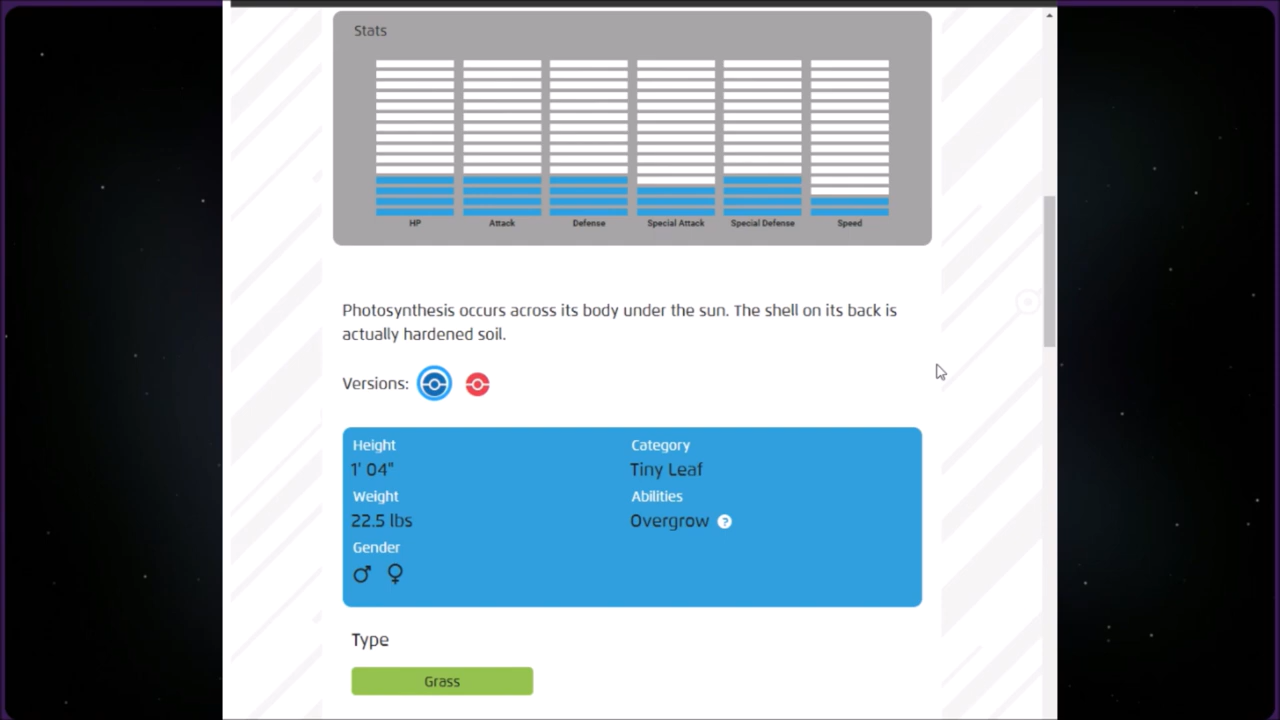 Stats
HP Attack Defense Special Attack Special Defense Speed
Photosynthesis occurs across its body under the sun. The shell on its back is
actually hardened soil.
Versions:
Height
1' 04"
Weight
22.5 lbs
Gender
♂ ♀
Category
Tiny Leaf
Abilities
Overgrow ?
Type
Grass